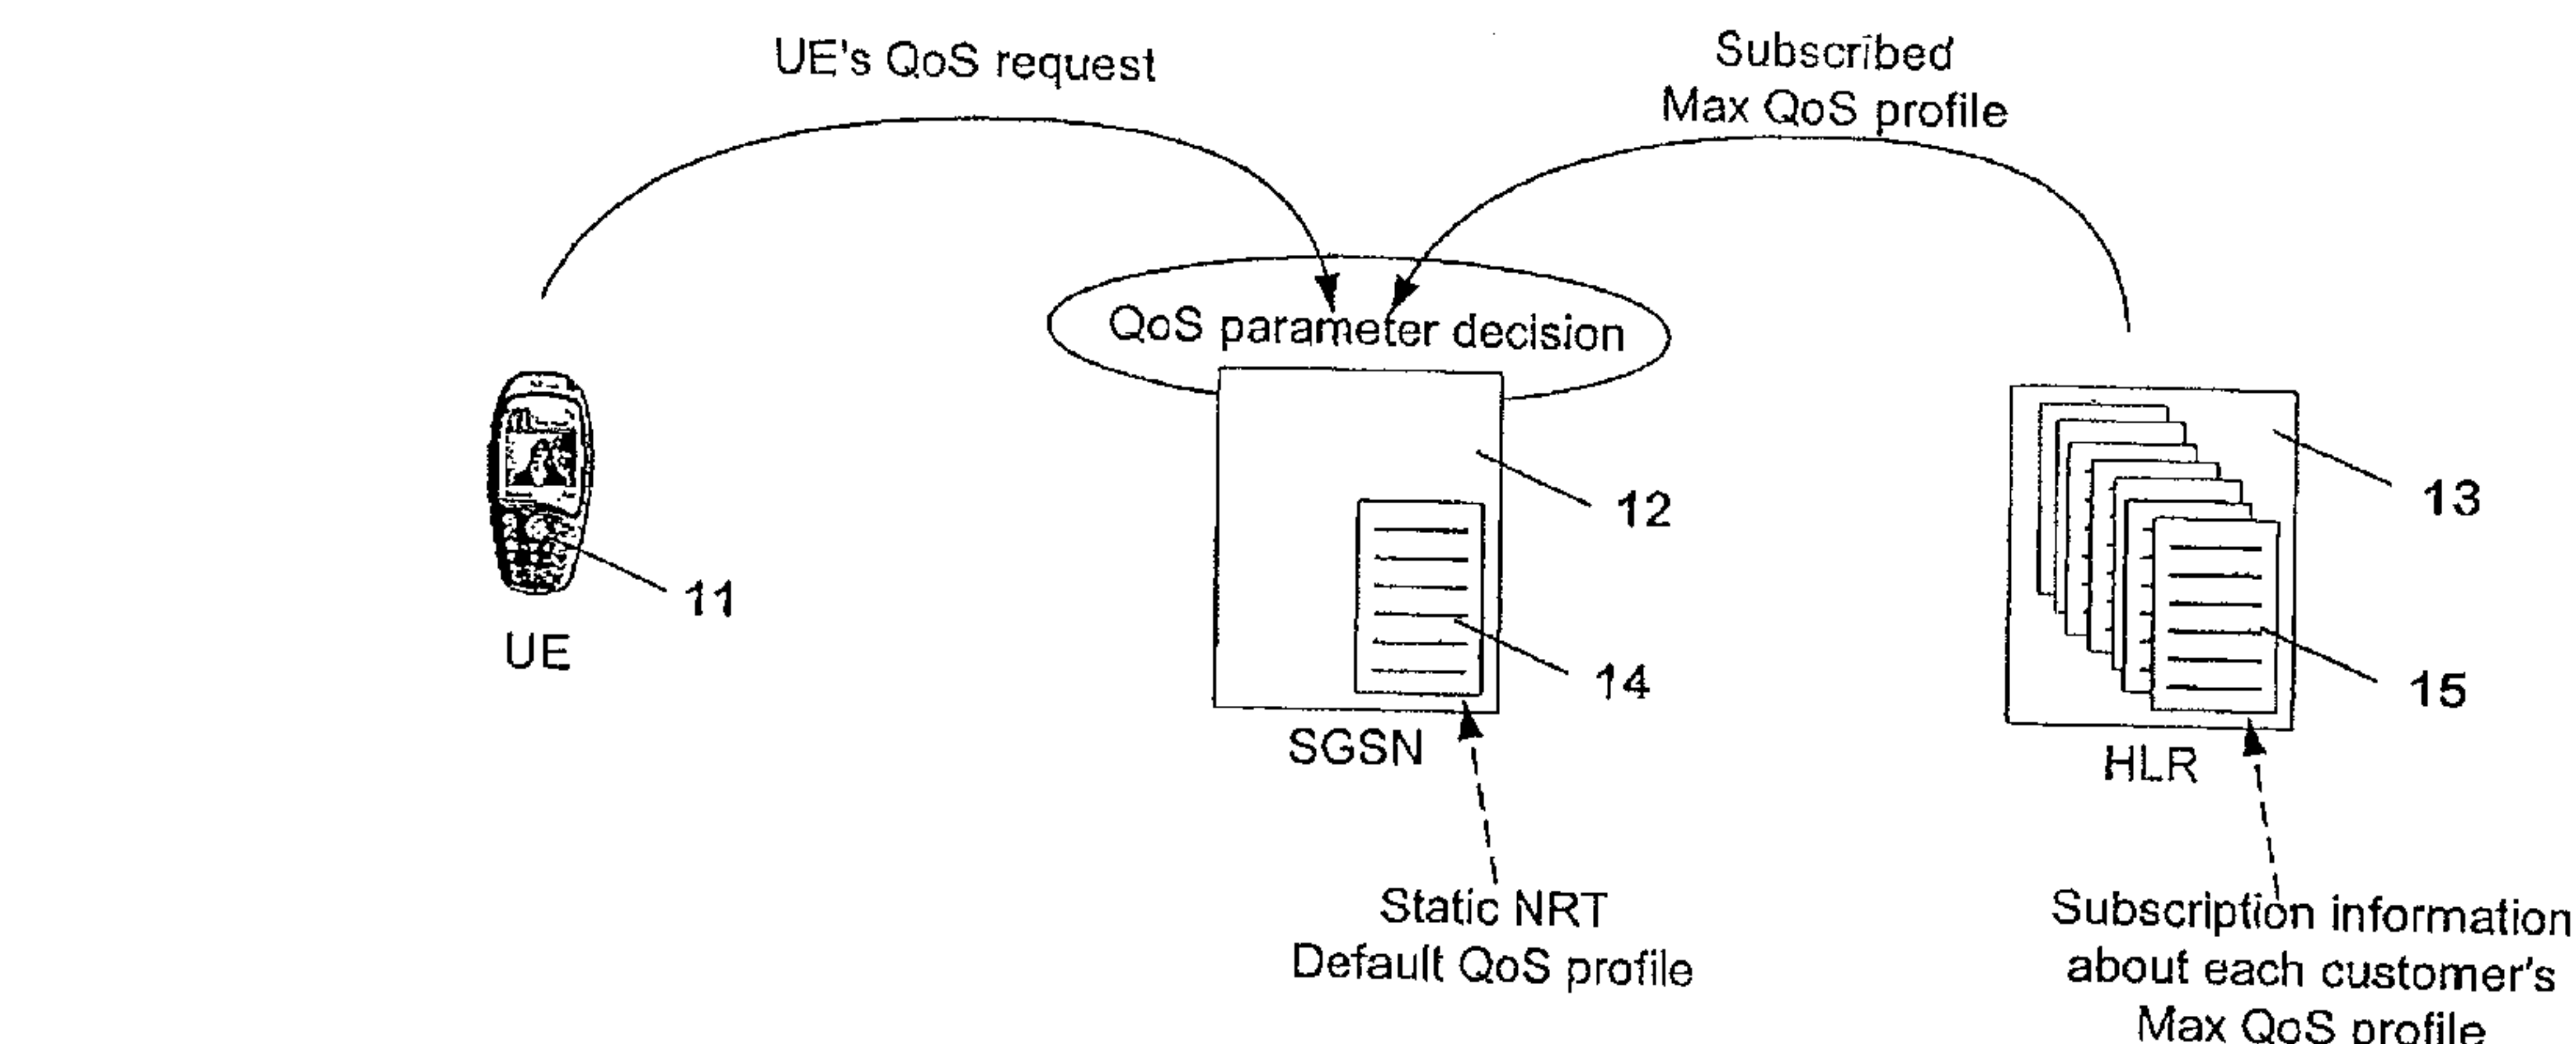 UE's QoS request
Subscribed
Max QoS profile
QoS parameter decision
12
13
11
14
15
UE
SGSN
HLR
Static NRT
Default QoS profile
Subscription information
about each customer's
Max QoS profile